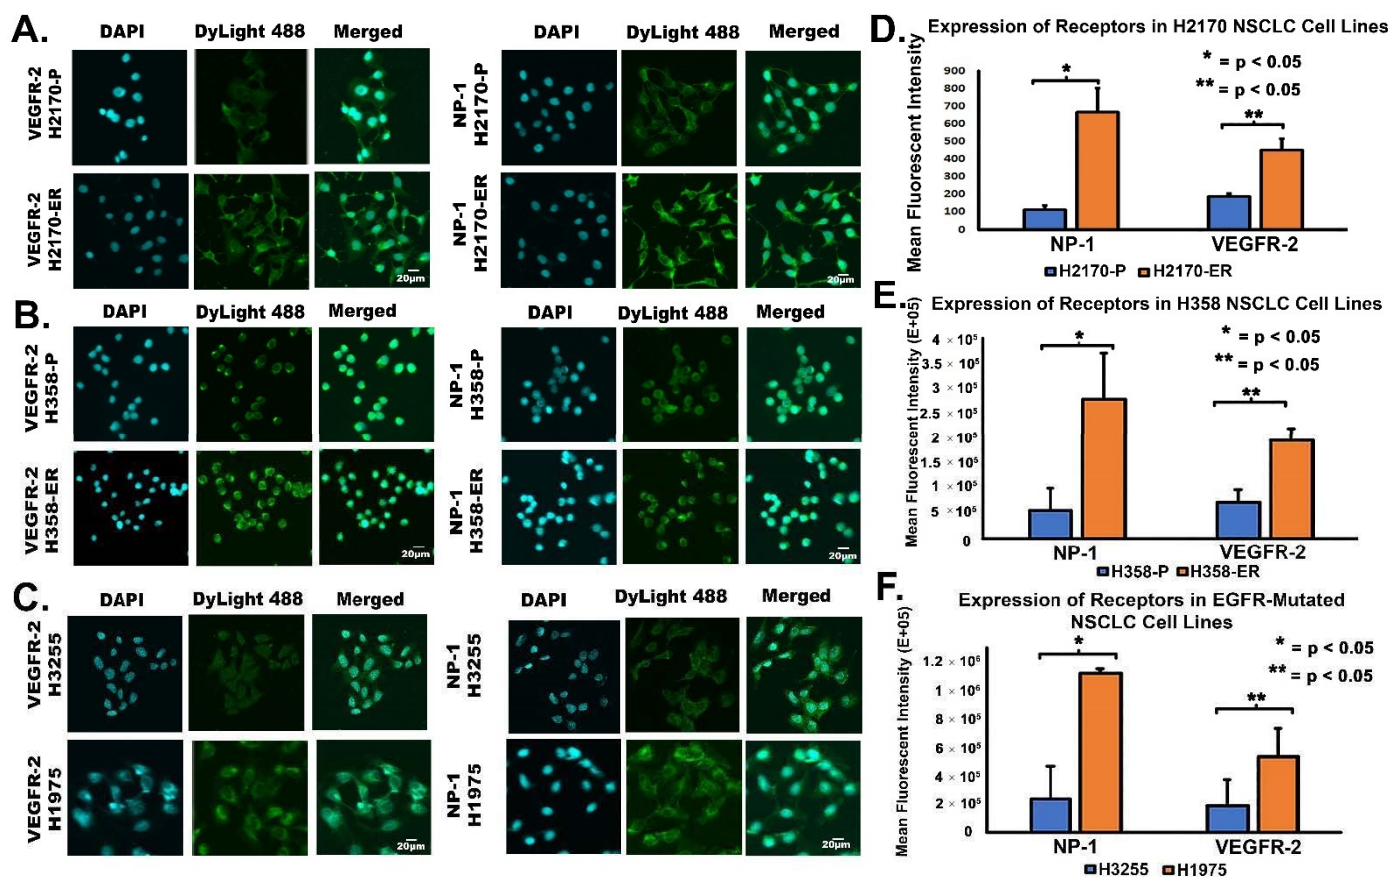 A.
DAPI DyLight 488 Merged
VEGFR-2
H2170-P
VEGFR-2
H2170-ER
20µm
DAPI DyLight 488 Merged
NP-1
H2170-P
NP-1
H2170-ER
20µm
B.
DAPI DyLight 488 Merged
VEGFR-2
H358-P
VEGFR-2
H358-ER
20µm
DAPI DyLight 488 Merged
NP-1
H358-P
NP-1
H358-ER
20µm
C.
DAPI DyLight 488 Merged
VEGFR-2
H3255
VEGFR-2
H1975
20µm
DAPI DyLight 488 Merged
NP-1
H3255
NP-1
H1975
20µm
D.
Expression of Receptors in H2170 NSCLC Cell Lines
Mean Fluorescent Intensity
900
800
700
600
500
400
300
200
100
0
* = p < 0.05
** = p < 0.05
*
**
NP-1 VEGFR-2
H2170-P H2170-ER
E.
Expression of Receptors in H358 NSCLC Cell Lines
Mean Fluorescent Intensity (E+05)
4 × 10⁵
3.5 × 10⁵
3 × 10⁵
2.5 × 10⁵
2 × 10⁵
1.5 × 10⁵
1 × 10⁵
5 × 10⁵
0
* = p < 0.05
** = p < 0.05
*
**
NP-1 VEGFR-2
H358-P H358-ER
F.
Expression of Receptors in EGFR-Mutated
NSCLC Cell Lines
Mean Fluorescent Intensity (E+05)
1.2 × 10⁶
1 × 10⁶
8 × 10⁵
6 × 10⁵
4 × 10⁵
2 × 10⁵
0
* = p < 0.05
** = p < 0.05
*
**
NP-1 VEGFR-2
H3255 H1975